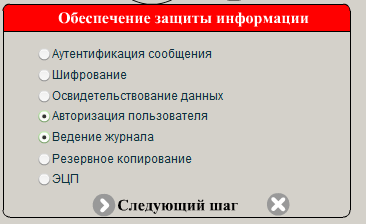 Обеспечение защиты информации
Аутентификация сообщения
Шифрование
Освидетельствование данных
Авторизация пользователя
Ведение журнала
Резервное копирование
ЭЦП
Следующий шаг